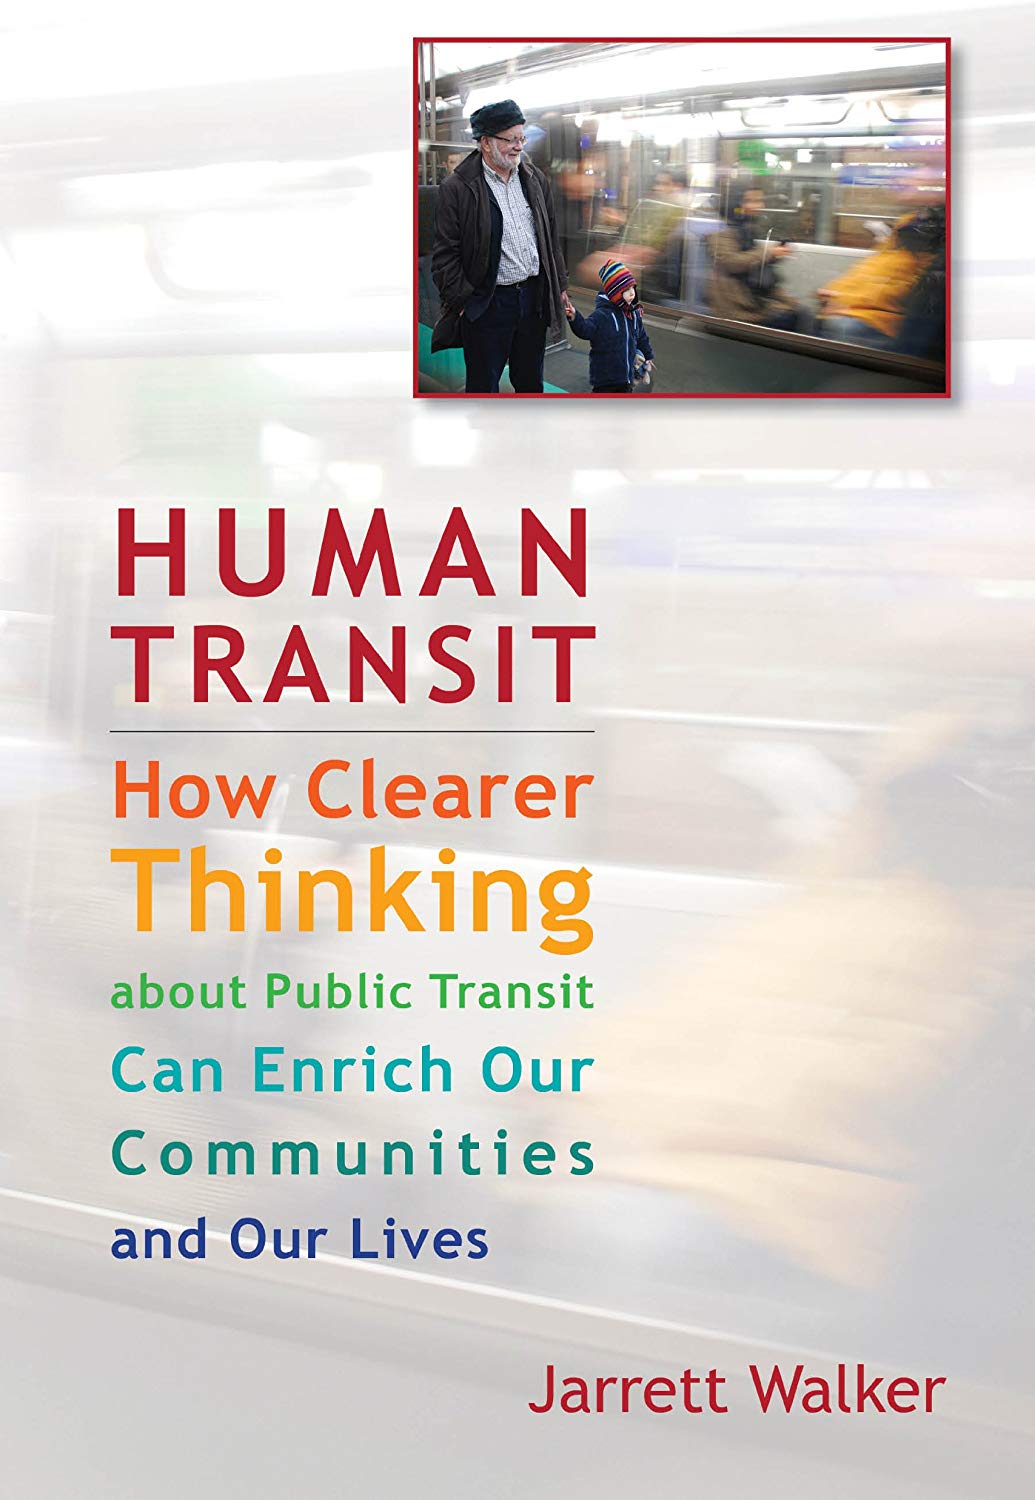 HUMAN
TRANSIT
How Clearer
Thinking
about Public Transit
Can Enrich Our
Communities
and Our Lives
Jarrett Walker